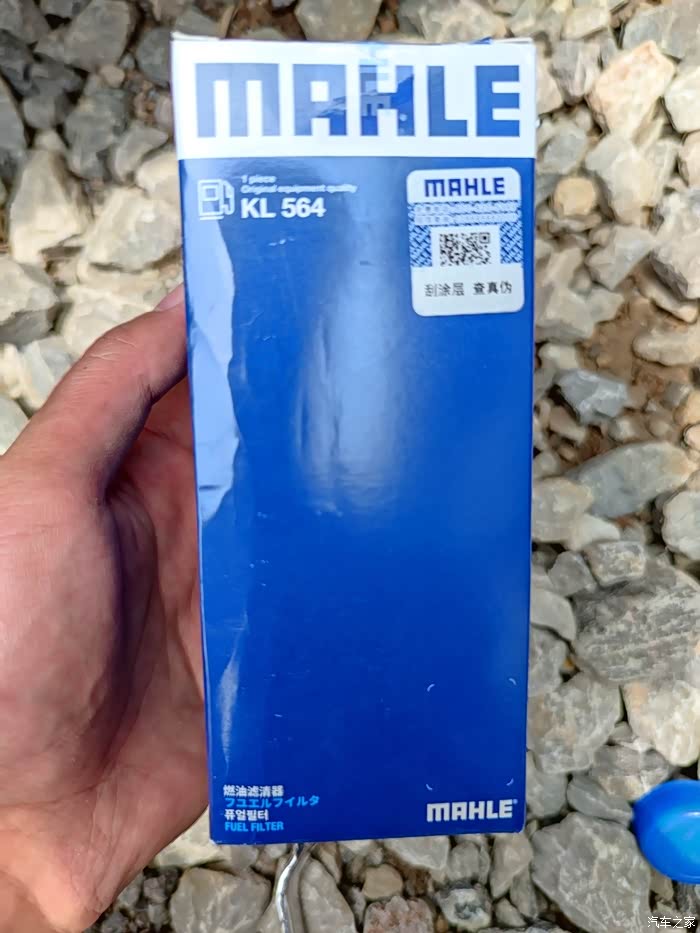 MAHLE
1 piece
Original equipment quality
KL 564
MAHLE
刮涂层 查真伪
燃油滤清器
フユエルフイルタ
퓨얼필터
FUEL FILTER
MAHLE
汽车之家